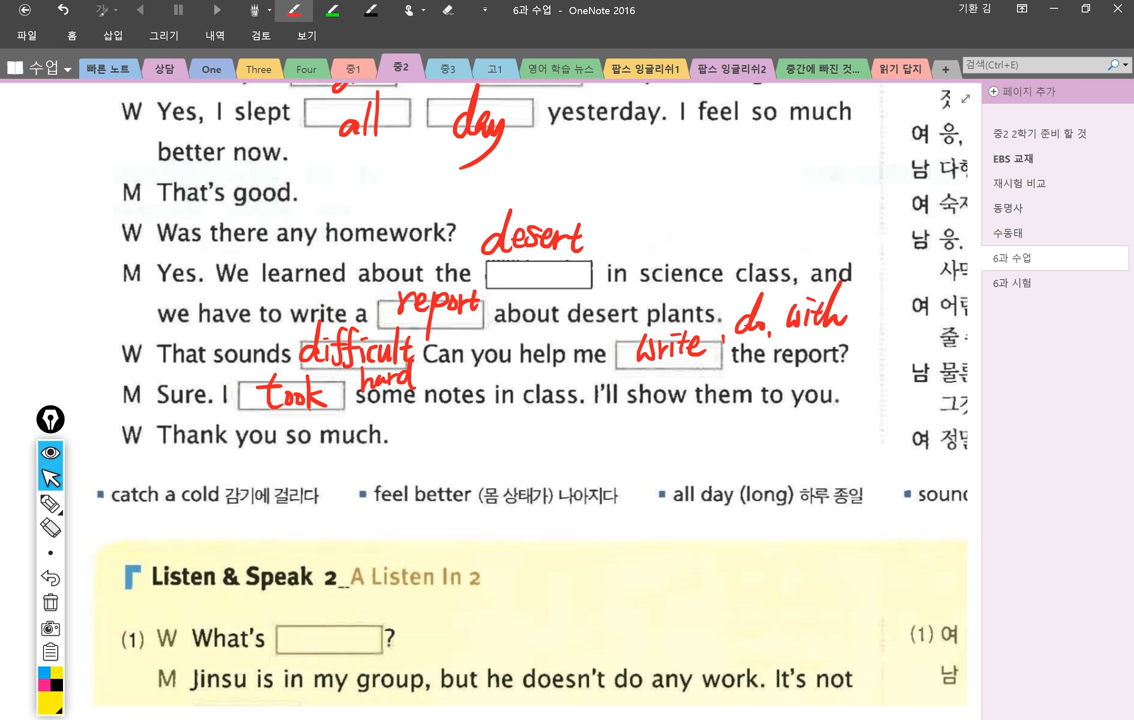 6과 수업 - OneNote 2016
기환 김
파일 홈 삽입 그리기 내역 검토 보기
수업 빠른 노트 상담 One Three Four 중1 중2 중3 고1 영어 학습 뉴스 팝스 잉글리쉬1 팝스 잉글리쉬2 중간에 빠진 것... 읽기 답지 + 검색(Ctrl+E)
W Yes, I slept all day yesterday. I feel so much
better now.
M That's good.
W Was there any homework?
M Yes. We learned about the desert in science class, and
we have to write a report about desert plants.
W That sounds difficult Can you help me write, do, with the report?
hard
M Sure. I took some notes in class. I'll show them to you.
W Thank you so much.
▪ catch a cold 감기에 걸리다 ▪ feel better (몸 상태가) 나아지다 ▪ all day (long) 하루 종일 ▪ soun
Listen & Speak 2_A Listen In 2
(1) W What's ?
M Jinsu is in my group, but he doesn't do any work. It's not
여 응,
남 다행
여 숙제
남 응.
사막
여 어렵
줄 수
남 물론
그것
여 정말
(1) 여
남
페이지 추가
중2 2학기 준비 할 것
EBS 교재
재시험 비교
동명사
수동태
6과 수업
6과 시험